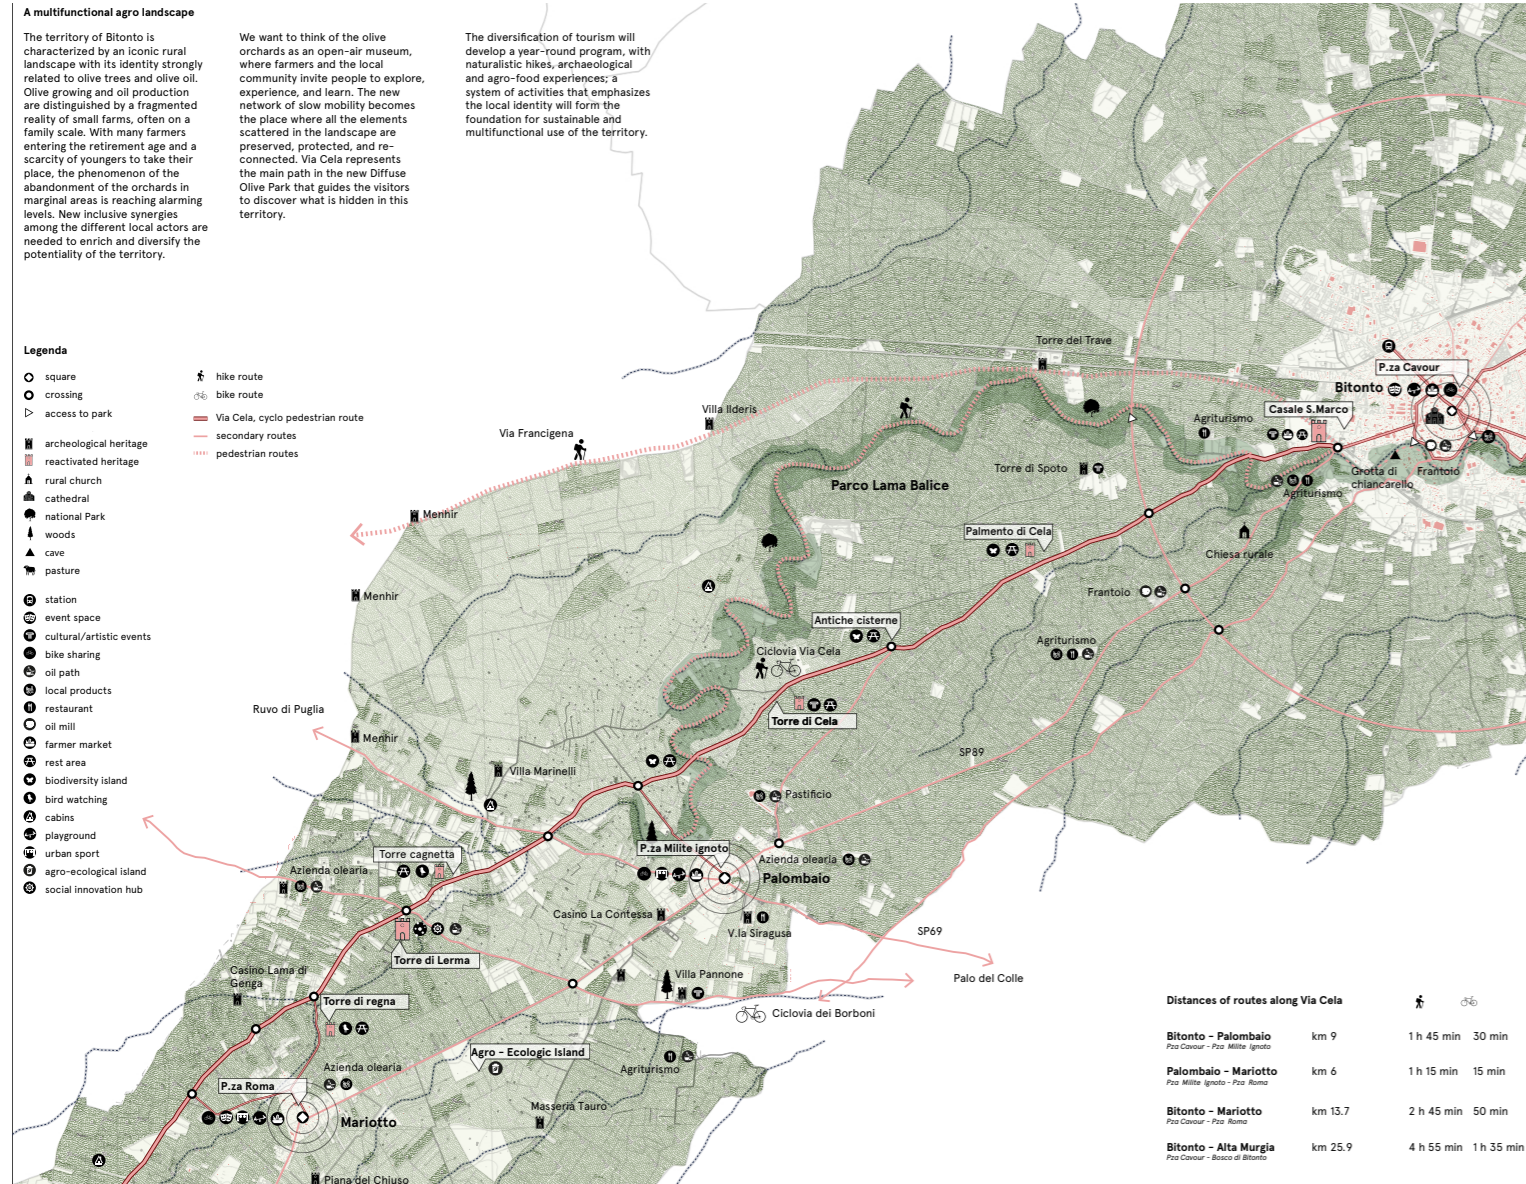 A multifunctional agro landscape
The territory of Bitonto is
characterized by an iconic rural
landscape with its identity strongly
related to olive trees and olive oil.
Olive growing and oil production
are distinguished by a fragmented
reality of small farms, often on a
family scale. With many farmers
entering the retirement age and a
scarcity of youngers to take their
place, the phenomenon of the
abandonment of the orchards in
marginal areas is reaching alarming
levels. New inclusive synergies
among the different local actors are
needed to enrich and diversify the
potentiality of the territory.
We want to think of the olive
orchards as an open-air museum,
where farmers and the local
community invite people to explore,
experience, and learn. The new
network of slow mobility becomes
the place where all the elements
scattered in the landscape are
preserved, protected, and re-
connected. Via Cela represents
the main path in the new Diffuse
Olive Park that guides the visitors
to discover what is hidden in this
territory.
The diversification of tourism will
develop a year-round program, with
naturalistic hikes, archaeological
and agro-food experiences; a
system of activities that emphasizes
the local identity will form the
foundation for sustainable and
multifunctional use of the territory.
Legenda
square
crossing
access to park
archeological heritage
reactivated heritage
rural church
cathedral
national Park
woods
cave
pasture
station
event space
cultural/artistic events
bike sharing
oil path
local products
restaurant
oil mill
farmer market
rest area
biodiversity island
bird watching
cabins
playground
urban sport
agro-ecological island
social innovation hub
hike route
bike route
Via Cela, cyclo pedestrian route
secondary routes
pedestrian routes
Torre del Trave
P.za Cavour
Bitonto
Casale S.Marco
Villa Ilderis
Agriturismo
Via Francigena
Torre di Spoto
Grotta di
chiancarello
Frantoio
Parco Lama Balice
Agriturismo
Menhir
Palmento di Cela
Chiesa rurale
Menhir
Frantoio
Antiche cisterne
Agriturismo
Ciclovia Via Cela
Ruvo di Puglia
Torre di Cela
Menhir
SP89
Villa Marinelli
Pastificio
P.za Milite ignoto
Torre cagnetta
Azienda olearia
Azienda olearia
Palombaio
Casino La Contessa
V.la Siragusa
SP69
Torre di Lerma
Casino Lama di
Genga
Villa Pannone
Palo del Colle
Torre di regna
Ciclovia dei Borboni
Agro - Ecologic Island
Azienda olearia
Agriturismo
P.za Roma
Masseria Tauro
Mariotto
Piana del Chiuso
Distances of routes along Via Cela
Bitonto - Palombaio km 9 1 h 45 min 30 min
Pza Cavour - Pza Milite Ignoto
Palombaio - Mariotto km 6 1 h 15 min 15 min
Pza Milite Ignoto - Pza Roma
Bitonto - Mariotto km 13.7 2 h 45 min 50 min
Pza Cavour - Pza Roma
Bitonto - Alta Murgia km 25.9 4 h 55 min 1 h 35 min
Pza Cavour - Bosco di Bitonto